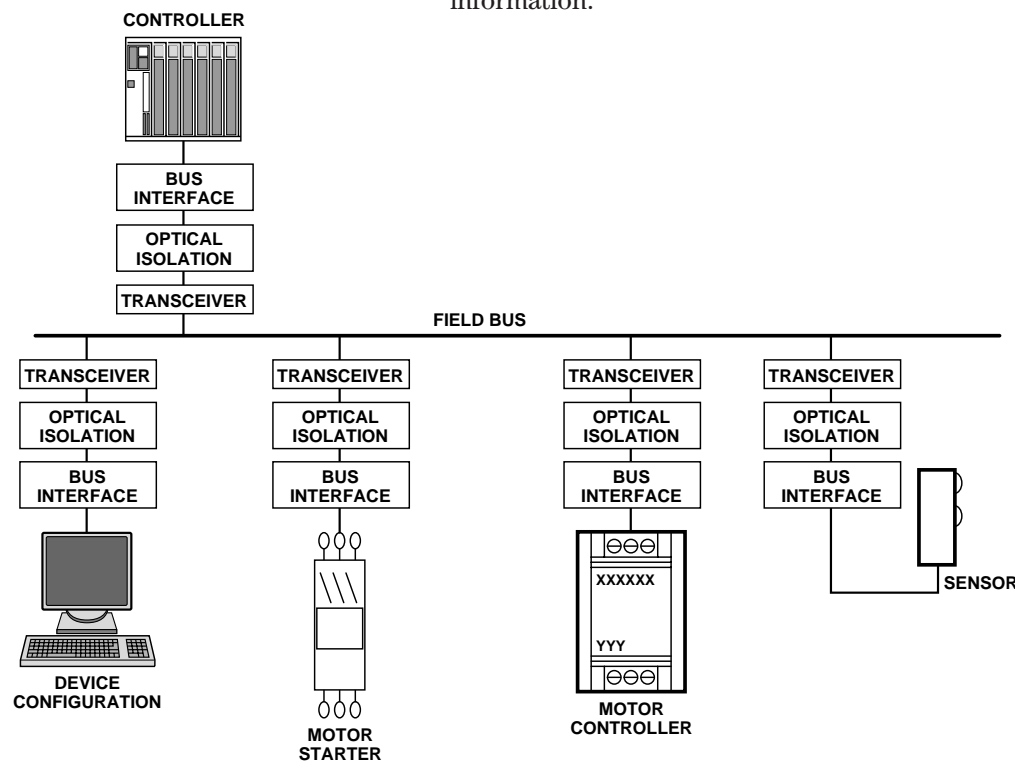 information.
CONTROLLER
BUS
INTERFACE
OPTICAL
ISOLATION
TRANSCEIVER
FIELD BUS
TRANSCEIVER
OPTICAL
ISOLATION
BUS
INTERFACE
DEVICE
CONFIGURATION
TRANSCEIVER
OPTICAL
ISOLATION
BUS
INTERFACE
MOTOR
STARTER
TRANSCEIVER
OPTICAL
ISOLATION
BUS
INTERFACE
XXXXXX
YYY
MOTOR
CONTROLLER
TRANSCEIVER
OPTICAL
ISOLATION
BUS
INTERFACE
SENSOR